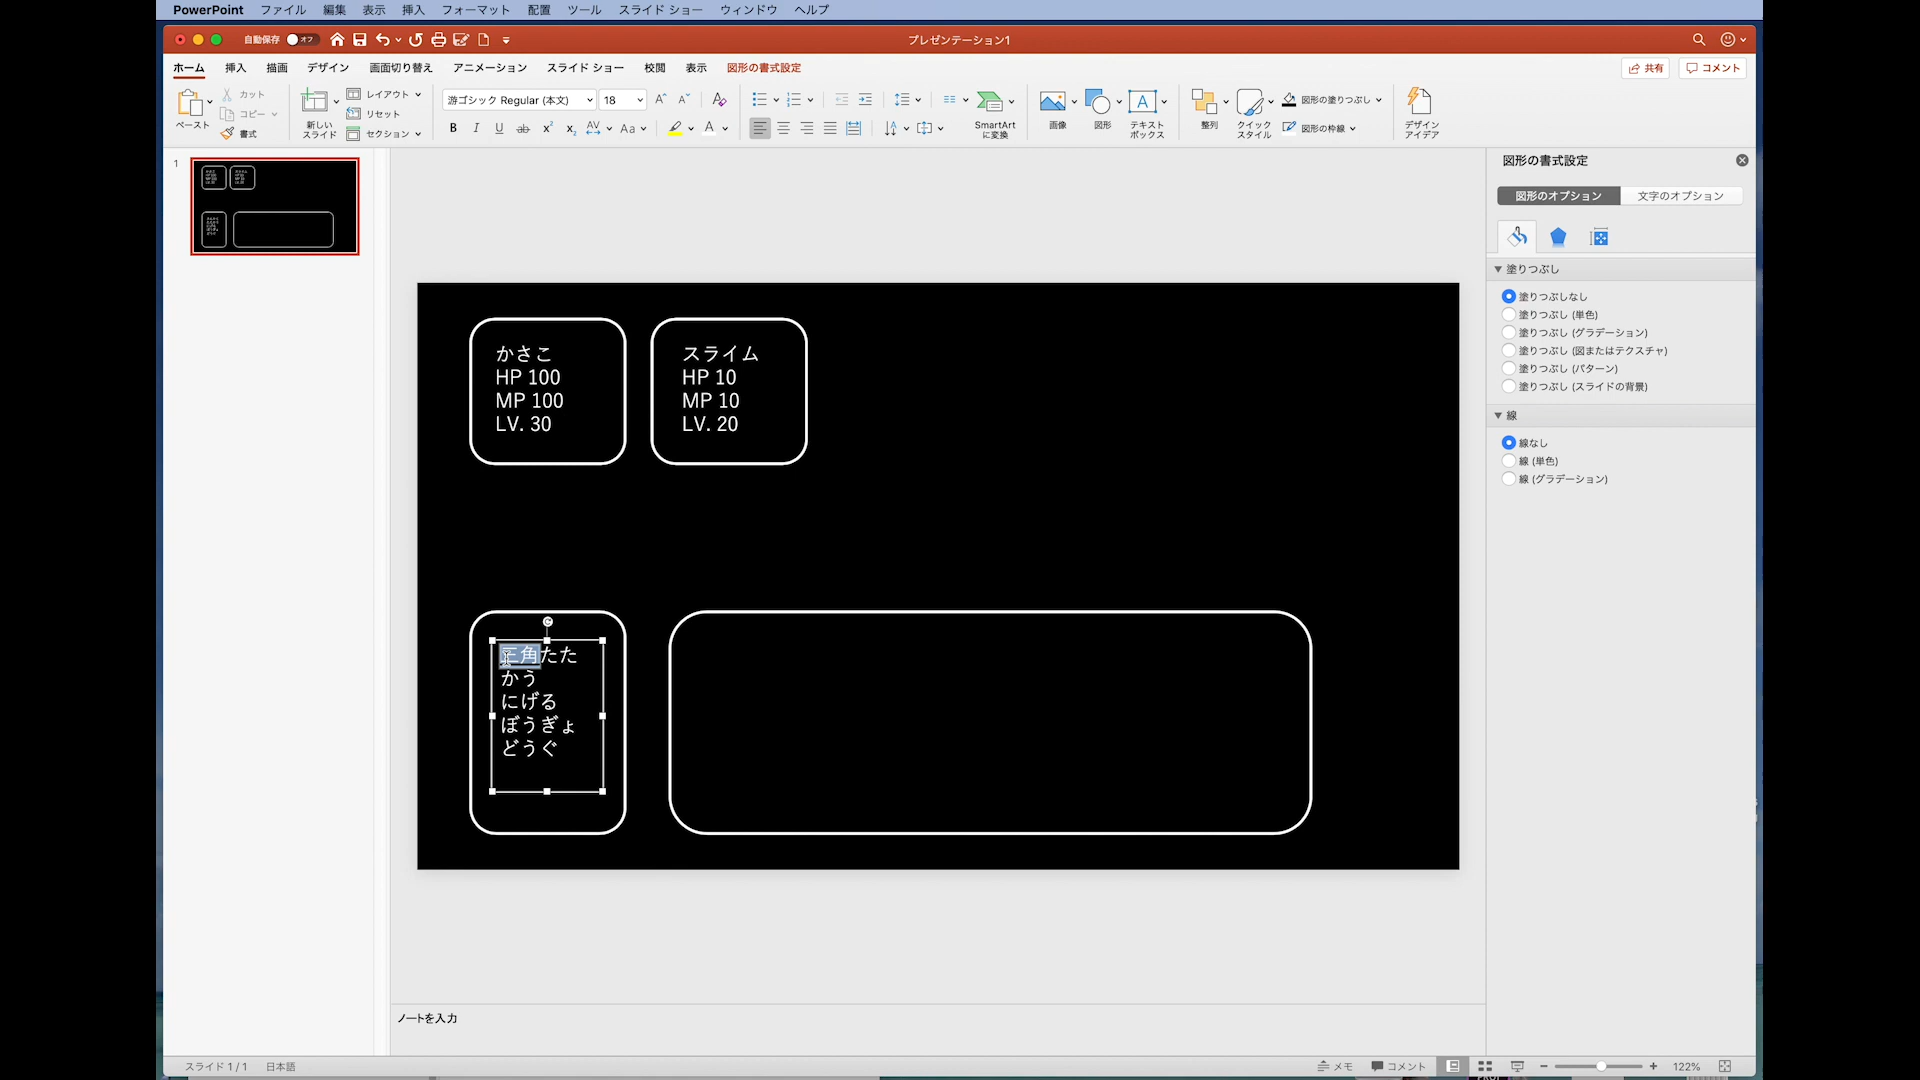 PowerPoint ファイル 編集 表示 挿入 フォーマット 配置 ツール スライド ショー ウィンドウ ヘルプ
自動保存 オフ プレゼンテーション1
ホーム 挿入 描画 デザイン 画面切り替え アニメーション スライド ショー 校閲 表示 図形の書式設定 共有 コメント
ペースト カット コピー 書式
新しい スライド レイアウト リセット セクション
游ゴシック Regular (本文) 18
SmartArt に変換
画像 図形 テキスト ボックス
整列 クイック スタイル 図形の塗りつぶし 図形の枠線
デザイン アイデア
1
かさこ
HP 100
MP 100
LV. 30
スライム
HP 10
MP 10
LV. 20
三角たた
かう
にげる
ぼうぎょ
どうぐ
図形の書式設定
図形のオプション 文字のオプション
塗りつぶし
塗りつぶしなし
塗りつぶし (単色)
塗りつぶし (グラデーション)
塗りつぶし (図またはテクスチャ)
塗りつぶし (パターン)
塗りつぶし (スライドの背景)
線
線なし
線 (単色)
線 (グラデーション)
ノートを入力
スライド 1 / 1 日本語 メモ コメント 122%